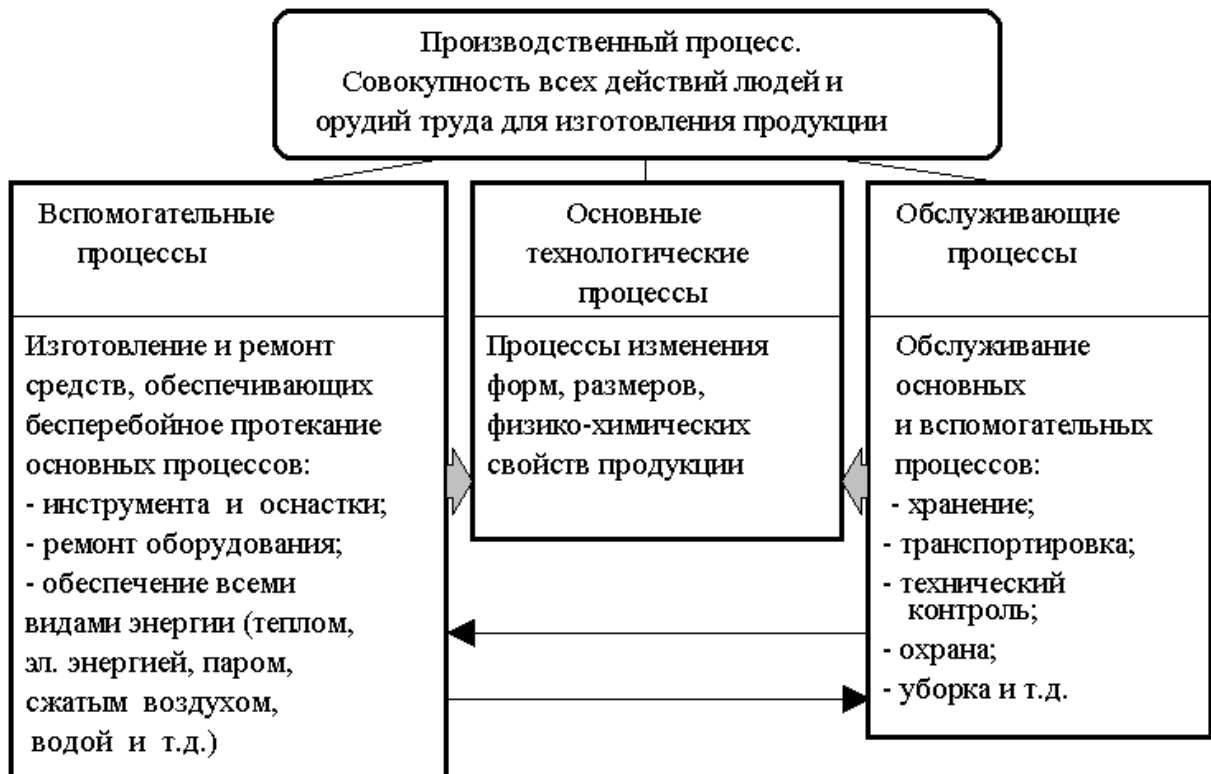 Производственный процесс.
Совокупность всех действий людей и
орудий труда для изготовления продукции
Вспомогательные
процессы
Изготовление и ремонт
средств, обеспечивающих
бесперебойное протекание
основных процессов:
- инструмента и оснастки;
- ремонт оборудования;
- обеспечение всеми
видами энергии (теплом,
эл. энергией, паром,
сжатым воздухом,
водой и т.д.)
Основные
технологические
процессы
Процессы изменения
форм, размеров,
физико-химических
свойств продукции
Обслуживающие
процессы
Обслуживание
основных
и вспомогательных
процессов:
- хранение;
- транспортировка;
- технический
контроль;
- охрана;
- уборка и т.д.